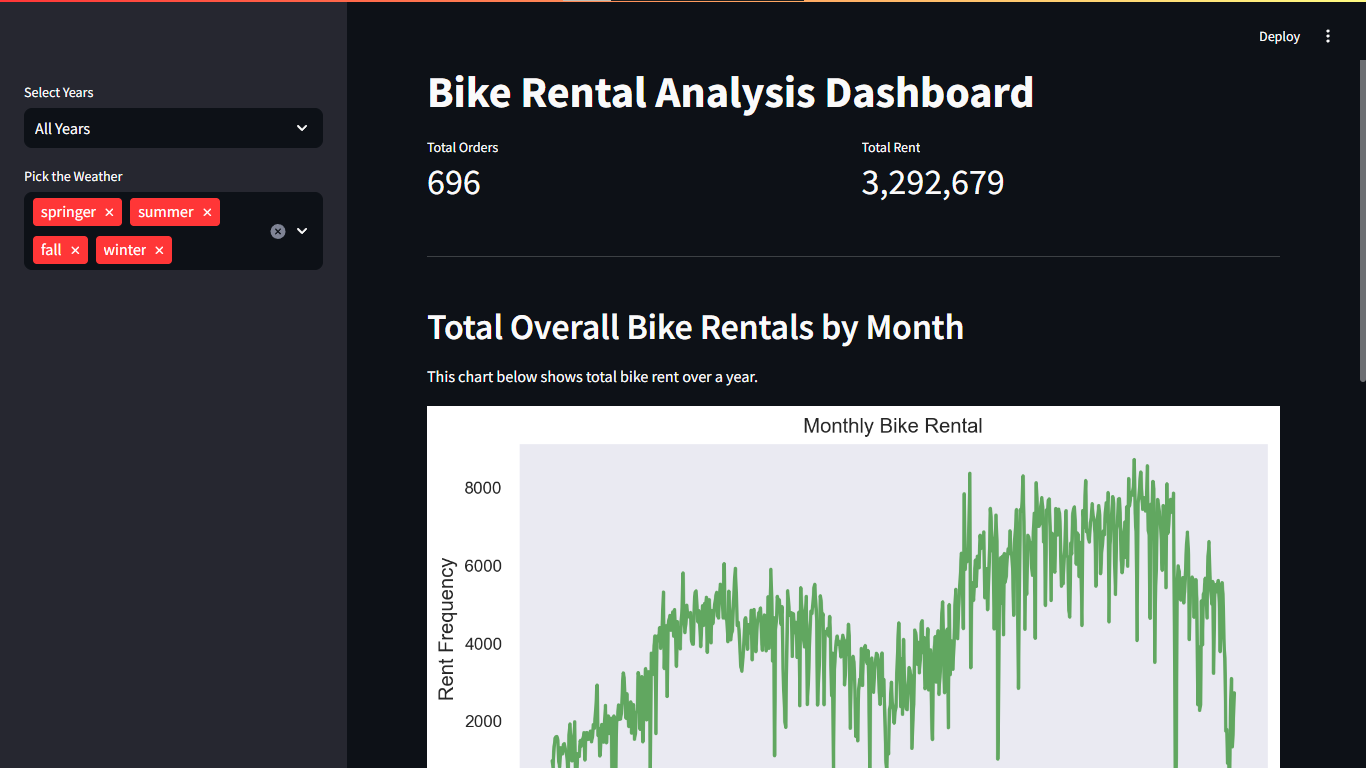 Deploy
Select Years
All Years
Pick the Weather
springer
summer
fall
winter
Bike Rental Analysis Dashboard
Total Orders
696
Total Rent
3,292,679
Total Overall Bike Rentals by Month
This chart below shows total bike rent over a year.
Monthly Bike Rental
Rent Frequency
8000
6000
4000
2000